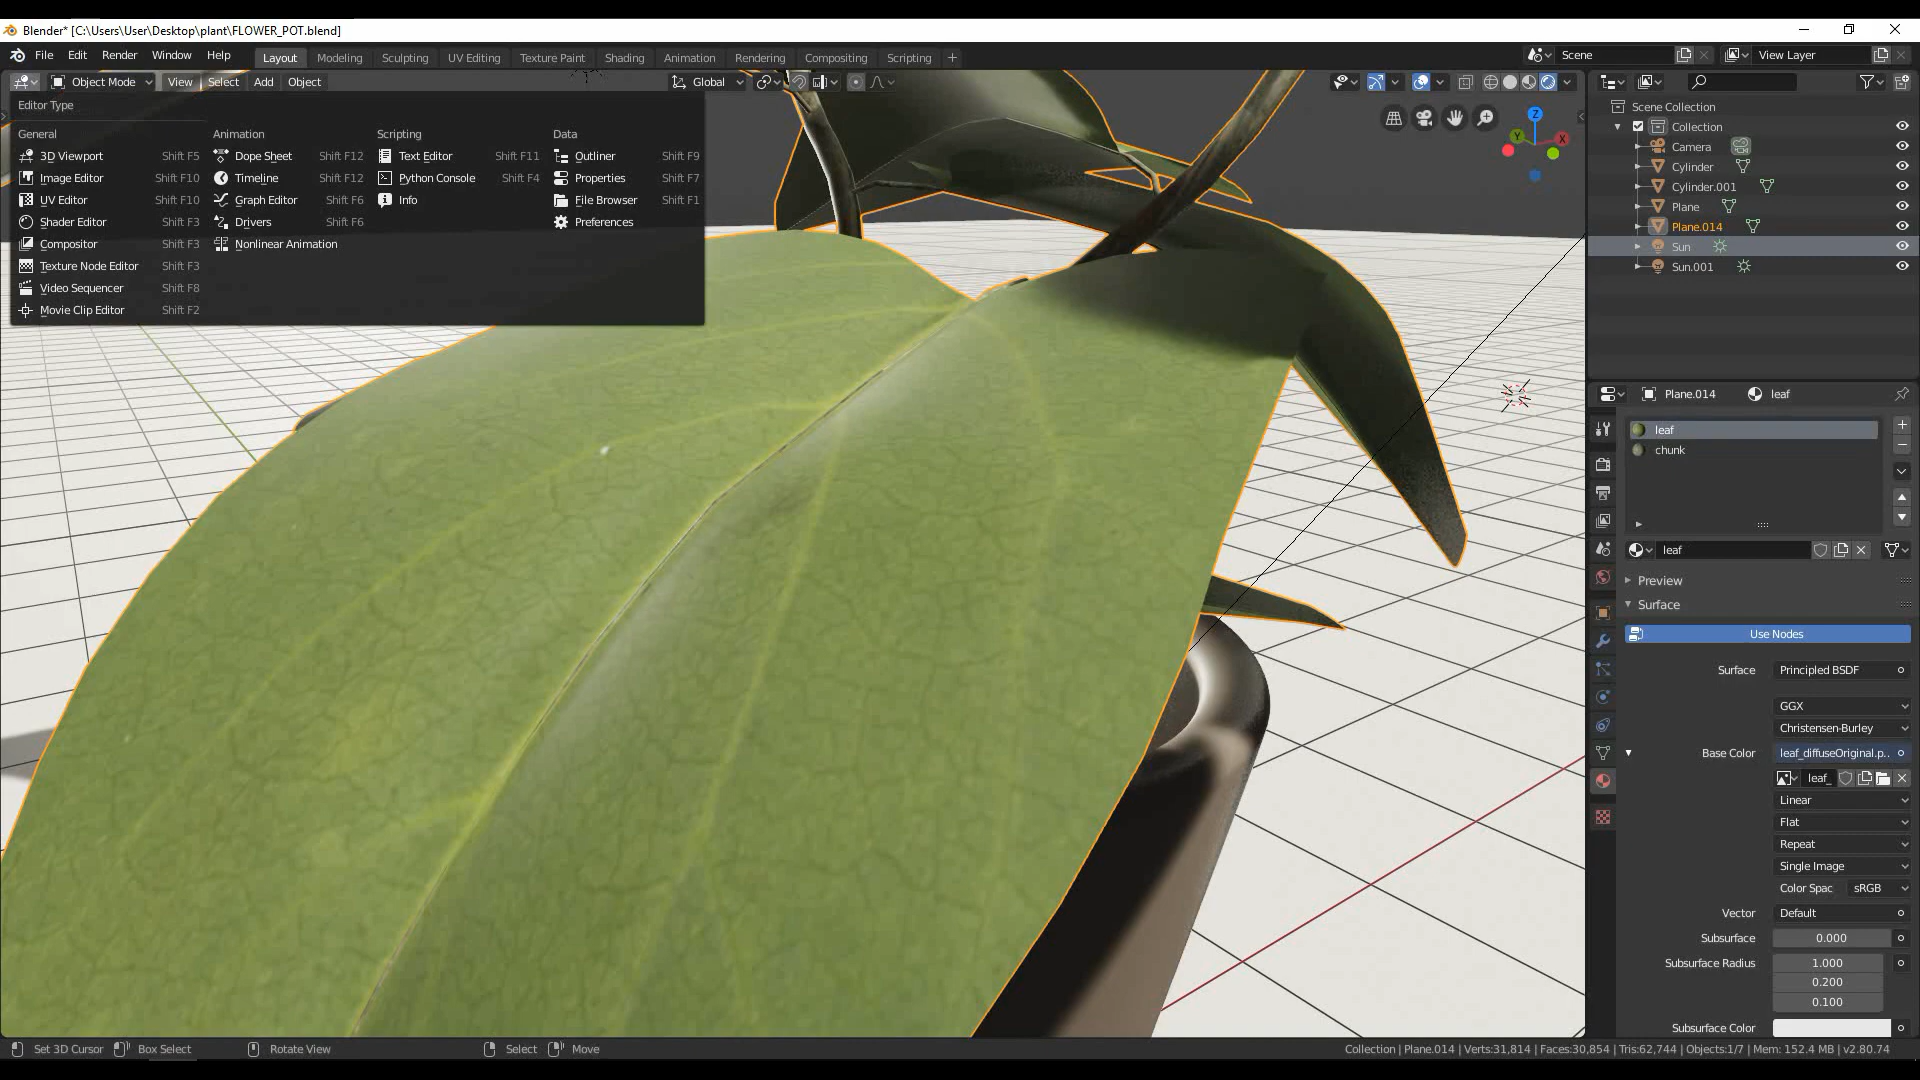 Blender* [C:\Users\User\Desktop\plant\FLOWER_POT.blend]
File Edit Render Window Help Layout Modeling Sculpting UV Editing Texture Paint Shading Animation Rendering Compositing Scripting + Scene View Layer
Object Mode View Select Add Object Global
Editor Type
General Animation Scripting Data
3D Viewport Shift F5 Dope Sheet Shift F12 Text Editor Shift F11 Outliner Shift F9
Image Editor Shift F10 Timeline Shift F12 Python Console Shift F4 Properties Shift F7
UV Editor Shift F10 Graph Editor Shift F6 Info File Browser Shift F1
Shader Editor Shift F3 Drivers Shift F6 Preferences
Compositor Shift F3 Nonlinear Animation
Texture Node Editor Shift F3
Video Sequencer Shift F8
Movie Clip Editor Shift F2
Z
Y X
Scene Collection
Collection
Camera
Cylinder
Cylinder.001
Plane
Plane.014
Sun
Sun.001
Plane.014 leaf
leaf
chunk
leaf
Preview
Surface
Use Nodes
Surface Principled BSDF
GGX
Christensen-Burley
Base Color leaf_diffuseOriginal.p..
leaf_
Linear
Flat
Repeat
Single Image
Color Spac sRGB
Vector Default
Subsurface 0.000
Subsurface Radius 1.000
0.200
0.100
Subsurface Color
Set 3D Cursor Box Select Rotate View Select Move Collection | Plane.014 | Verts:31,814 | Faces:30,854 | Tris:62,744 | Objects:1/7 | Mem: 152.4 MB | v2.80.74